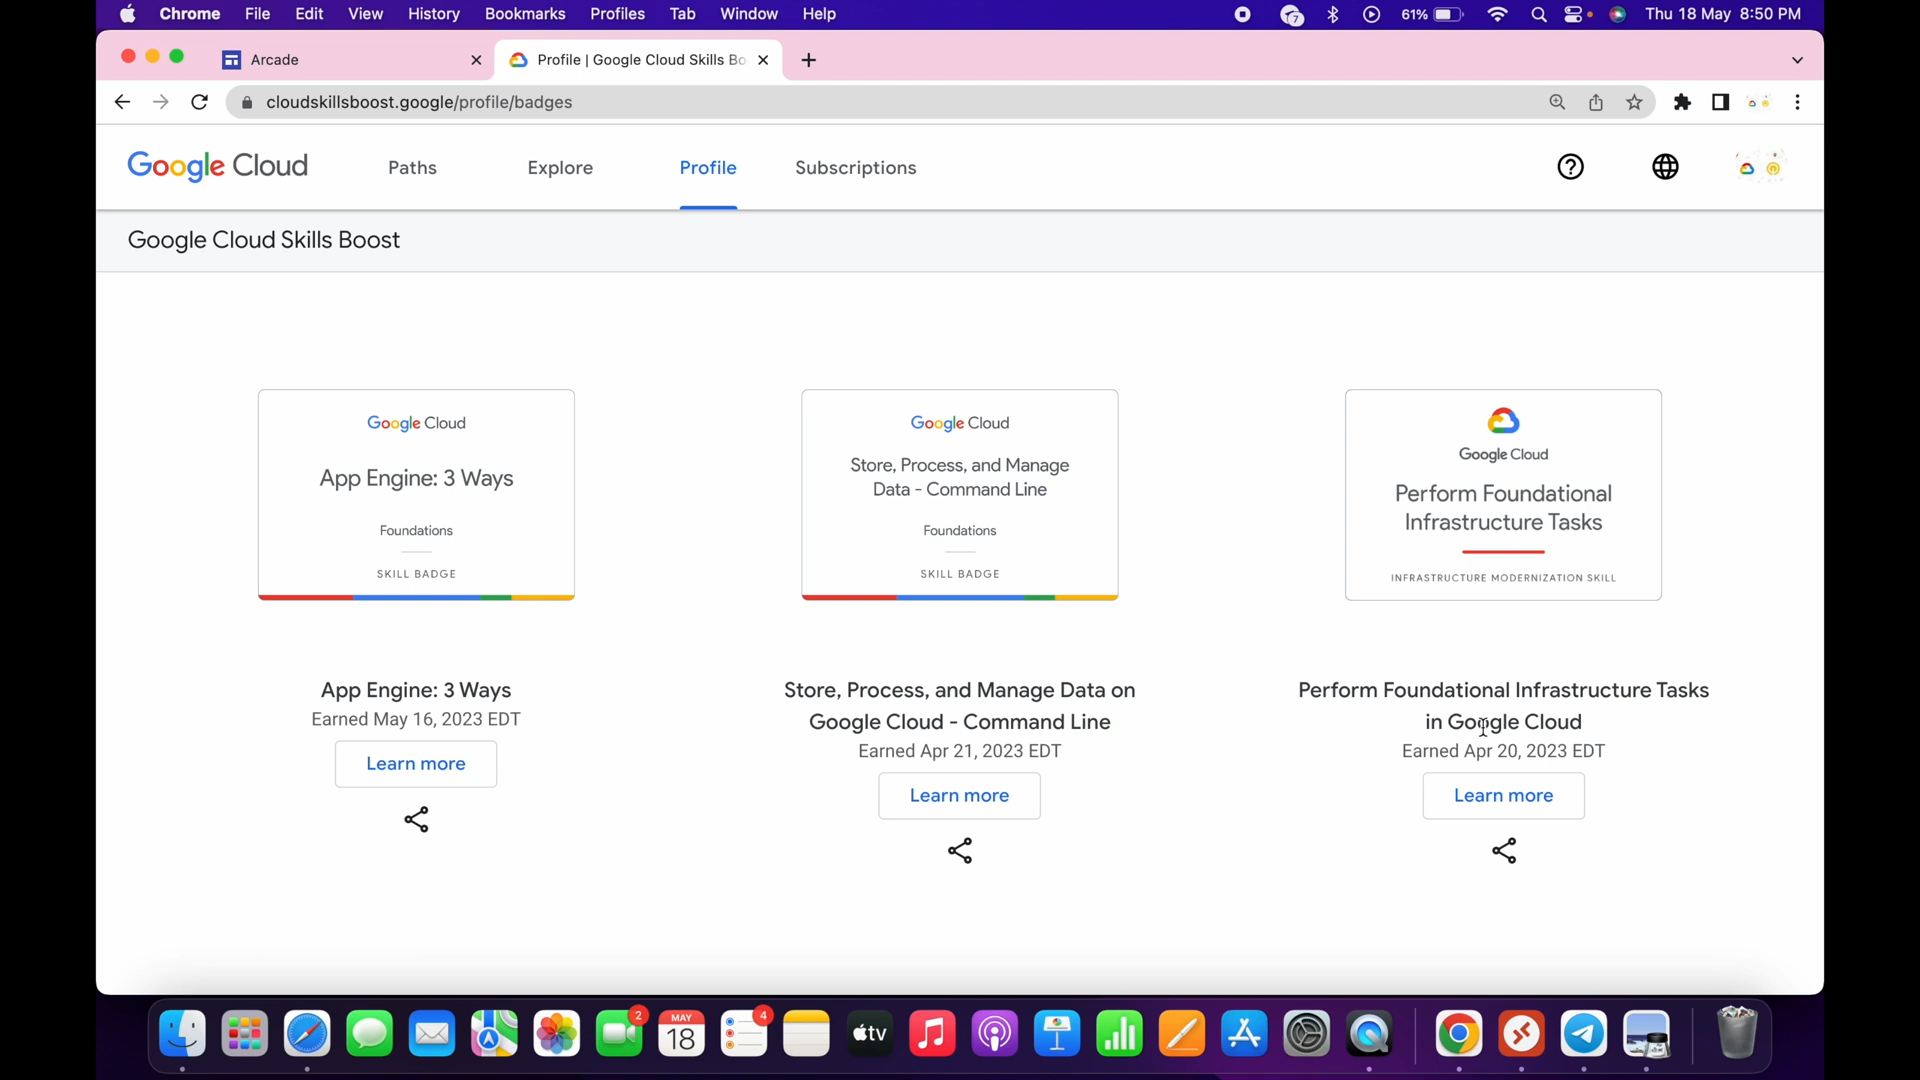 Chrome File Edit View History Bookmarks Profiles Tab Window Help 7 61% Thu 18 May 8:50 PM
Arcade
Profile | Google Cloud Skills Bo
cloudskillsboost.google/profile/badges
Google Cloud Paths Explore Profile Subscriptions
Google Cloud Skills Boost
Google Cloud
App Engine: 3 Ways
Foundations
SKILL BADGE
App Engine: 3 Ways
Earned May 16, 2023 EDT
Learn more
Google Cloud
Store, Process, and Manage
Data - Command Line
Foundations
SKILL BADGE
Store, Process, and Manage Data on
Google Cloud - Command Line
Earned Apr 21, 2023 EDT
Learn more
Google Cloud
Perform Foundational
Infrastructure Tasks
INFRASTRUCTURE MODERNIZATION SKILL
Perform Foundational Infrastructure Tasks
in Google Cloud
Earned Apr 20, 2023 EDT
Learn more
2
MAY
18
4
tv